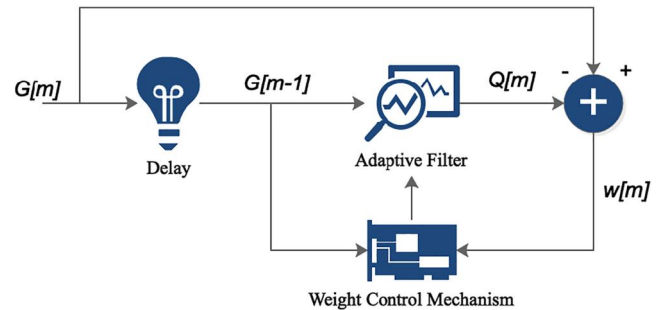 - +
G[m]
G[m-1]
Q[m]
Delay
Adaptive Filter
w[m]
Weight Control Mechanism